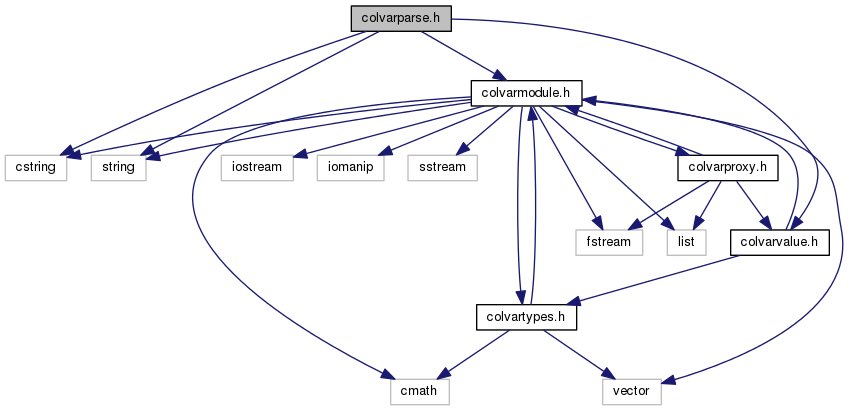 colvarparse.h
colvarmodule.h
cstring
string
iostream
iomanip
sstream
colvarproxy.h
fstream
list
colvarvalue.h
colvartypes.h
cmath
vector